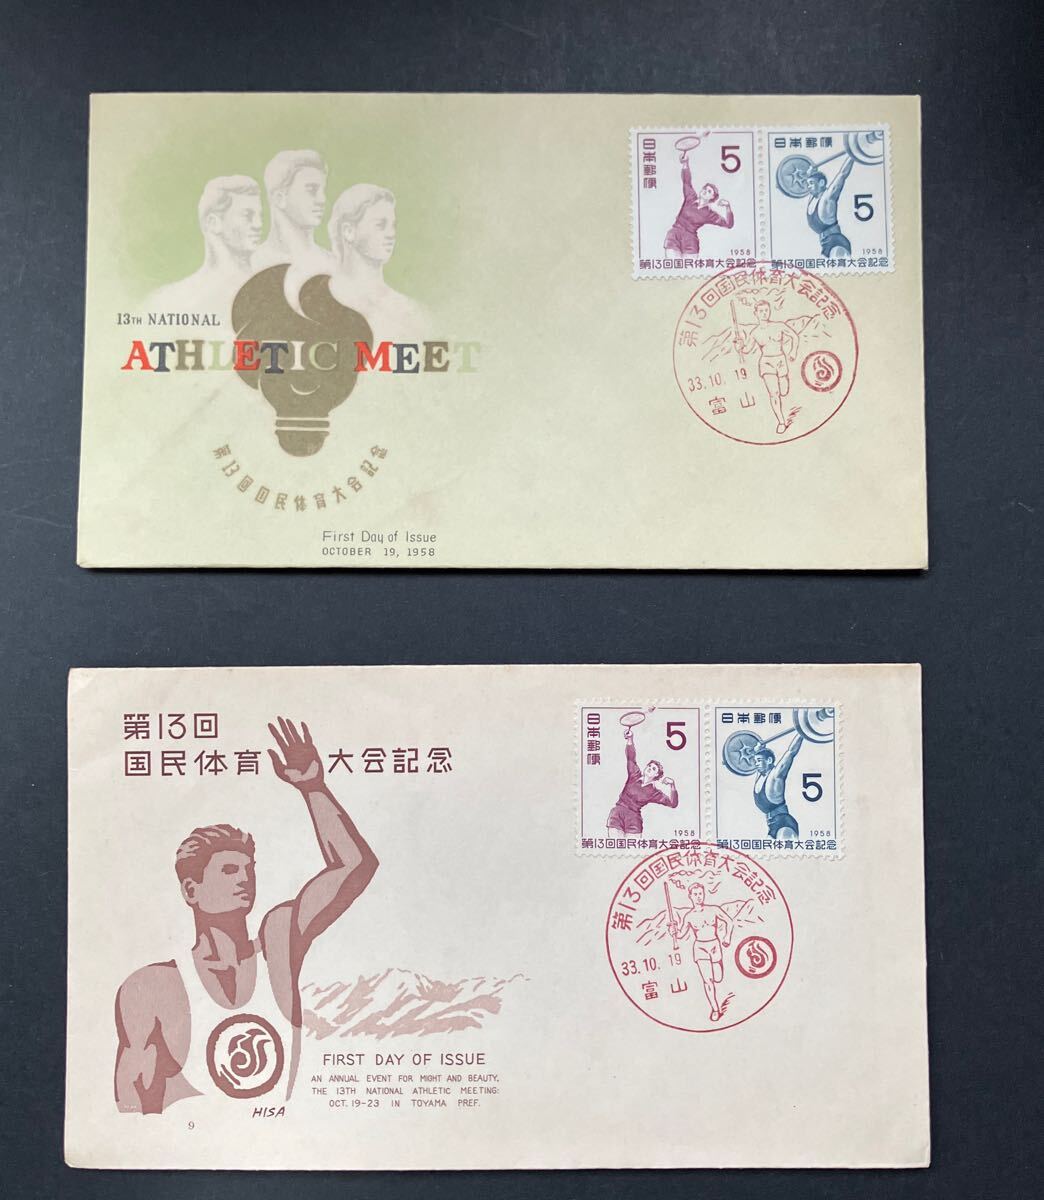 日本郵便
5
1958
第13回国民体育大会記念
日本郵便
5
1958
第13回国民体育大会記念
第13回国民体育大会記念
33.10.19
富山
13TH NATIONAL
ATHLETIC MEET
第13回国民体育大会記念
First Day of Issue
OCTOBER 19, 1958
第13回
国民体育大会記念
日本郵便
5
1958
第13回国民体育大会記念
日本郵便
5
1958
第13回国民体育大会記念
第13回国民体育大会記念
33.10.19
富山
FIRST DAY OF ISSUE
AN ANNUAL EVENT FOR MIGHT AND BEAUTY,
THE 13TH NATIONAL ATHLETIC MEETING:
OCT. 19-23 IN TOYAMA PREF.
HISA
9